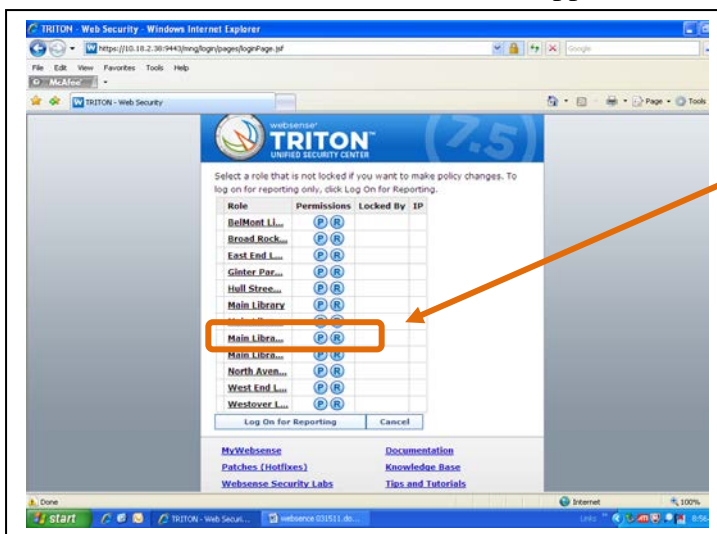 TRITON - Web Security - Windows Internet Explorer
https://10.18.2.38:9443/mng/login/pages/loginPage.jsf
Google
File Edit View Favorites Tools Help
McAfee
TRITON - Web Security
Page Tools
websense
TRITON™
UNIFIED SECURITY CENTER
7.5
Select a role that is not locked if you want to make policy changes. To
log on for reporting only, click Log On for Reporting.
Role Permissions Locked By IP
BelMont Li... P R
Broad Rock... P R
East End L... P R
Ginter Par... P R
Hull Stree... P R
Main Library P R
P R
Main Libra... P R
Main Libra... P R
North Aven... P R
West End L... P R
Westover L... P R
Log On for Reporting Cancel
MyWebsense Documentation
Patches (Hotfixes) Knowledge Base
Websense Security Labs Tips and Tutorials
Done Internet 100%
start TRITON - Web Securi... websence 031511.do... Links 8:56